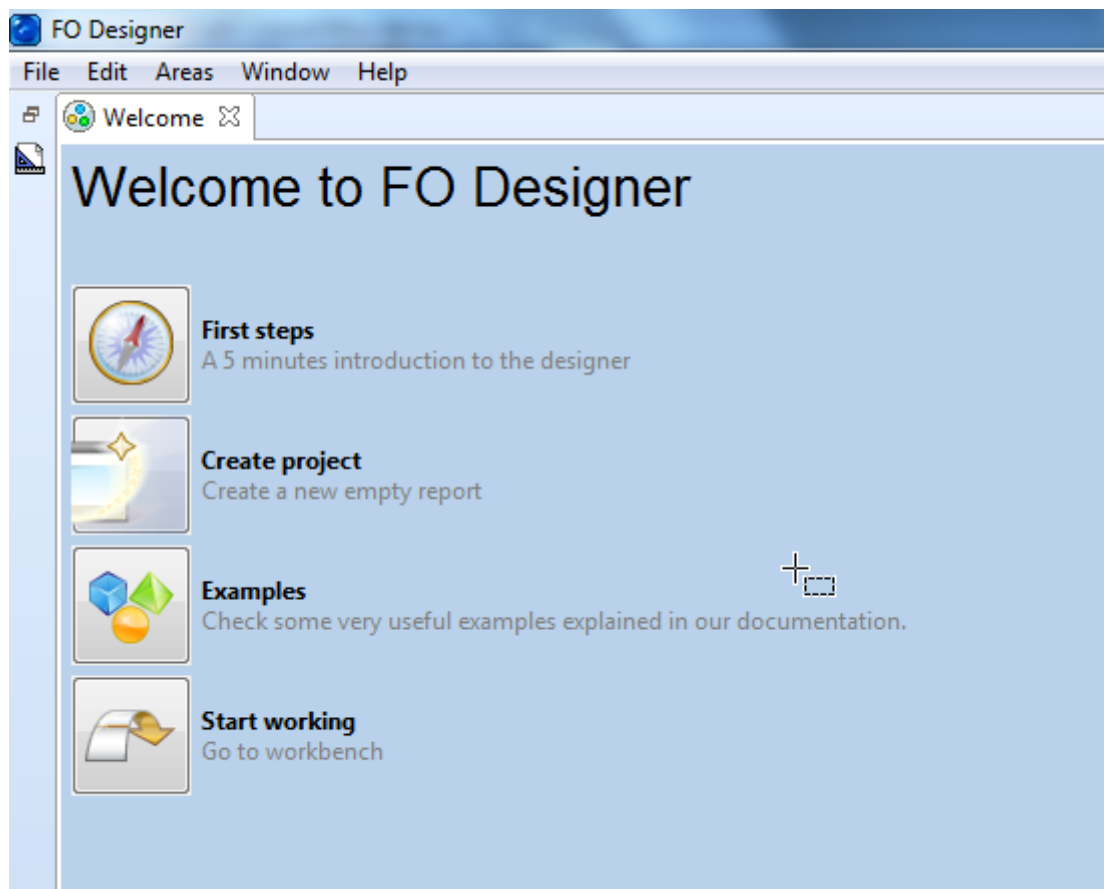 FO Designer
File Edit Areas Window Help
Welcome
Welcome to FO Designer
First steps
A 5 minutes introduction to the designer
Create project
Create a new empty report
Examples
Check some very useful examples explained in our documentation.
Start working
Go to workbench